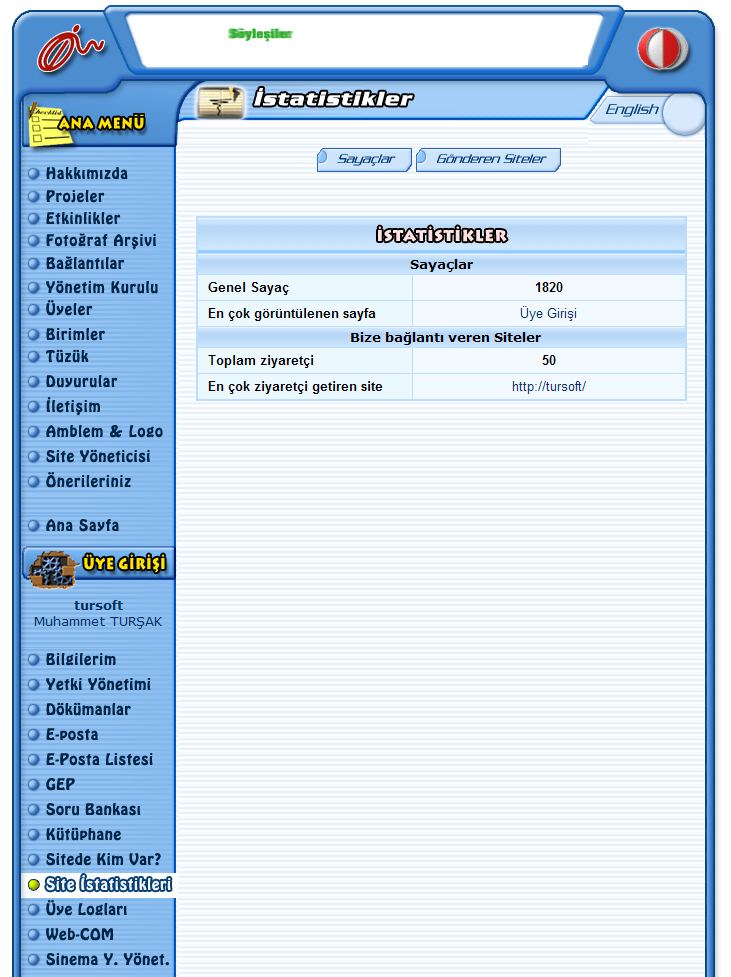 Söyleşiler
İstatistikler
English
Checklist
ANA MENÜ
Sayaçlar
Gönderen Siteler
Hakkımızda
Projeler
Etkinlikler
Fotoğraf Arşivi
Bağlantılar
Yönetim Kurulu
Üyeler
Birimler
Tüzük
Duyurular
İletişim
Amblem & Logo
Site Yöneticisi
Önerileriniz
Ana Sayfa
ÜYE GİRİŞİ
tursoft
Muhammet TURŞAK
Bilgilerim
Yetki Yönetimi
Dökümanlar
E-posta
E-Posta Listesi
GEP
Soru Bankası
Kütüphane
Sitede Kim Var?
Site İstatistikleri
Üye Logları
Web-COM
Sinema Y. Yönet.
İSTATİSTİKLER
Sayaçlar
Genel Sayaç 1820
En çok görüntülenen sayfa Üye Girişi
Bize bağlantı veren Siteler
Toplam ziyaretçi 50
En çok ziyaretçi getiren site http://tursoft/